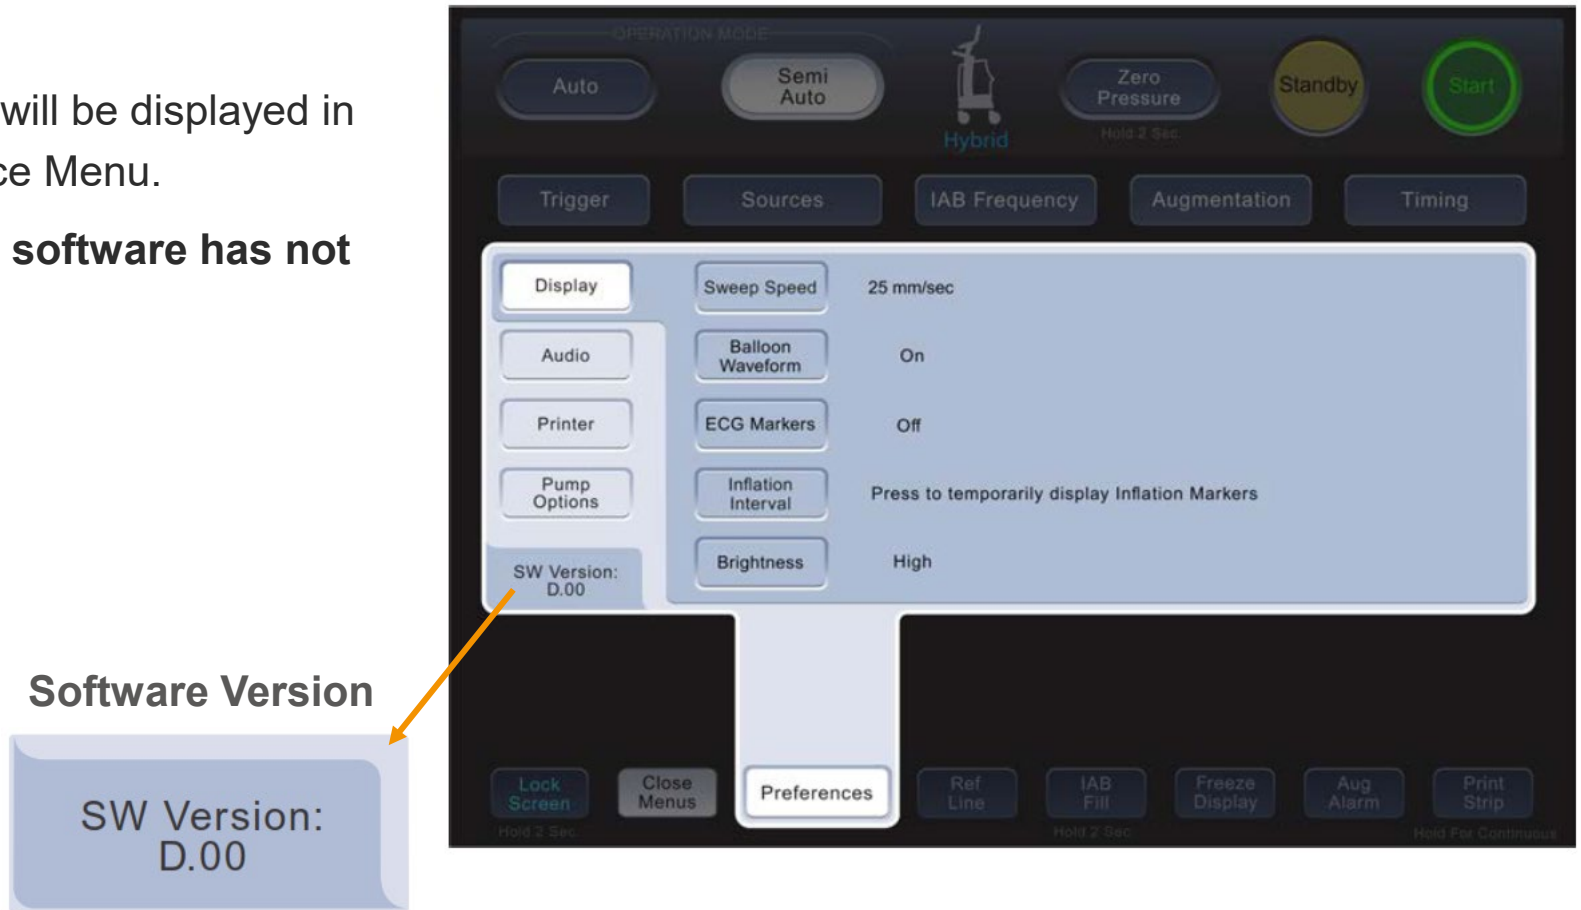 will be displayed in
ce Menu.
software has not
OPERATION MODE
Auto
Semi
Auto
Hybrid
Zero
Pressure
Hold 2 Sec.
Standby
Start
Trigger
Sources
IAB Frequency
Augmentation
Timing
Display
Sweep Speed
25 mm/sec
Audio
Balloon
Waveform
On
Printer
ECG Markers
Off
Pump
Options
Inflation
Interval
Press to temporarily display Inflation Markers
SW Version:
D.00
Brightness
High
Software Version
SW Version:
D.00
Lock
Screen
Hold 2 Sec.
Close
Menus
Preferences
Ref
Line
IAB
Fill
Hold 2 Sec.
Freeze
Display
Aug
Alarm
Print
Strip
Hold For Continuous